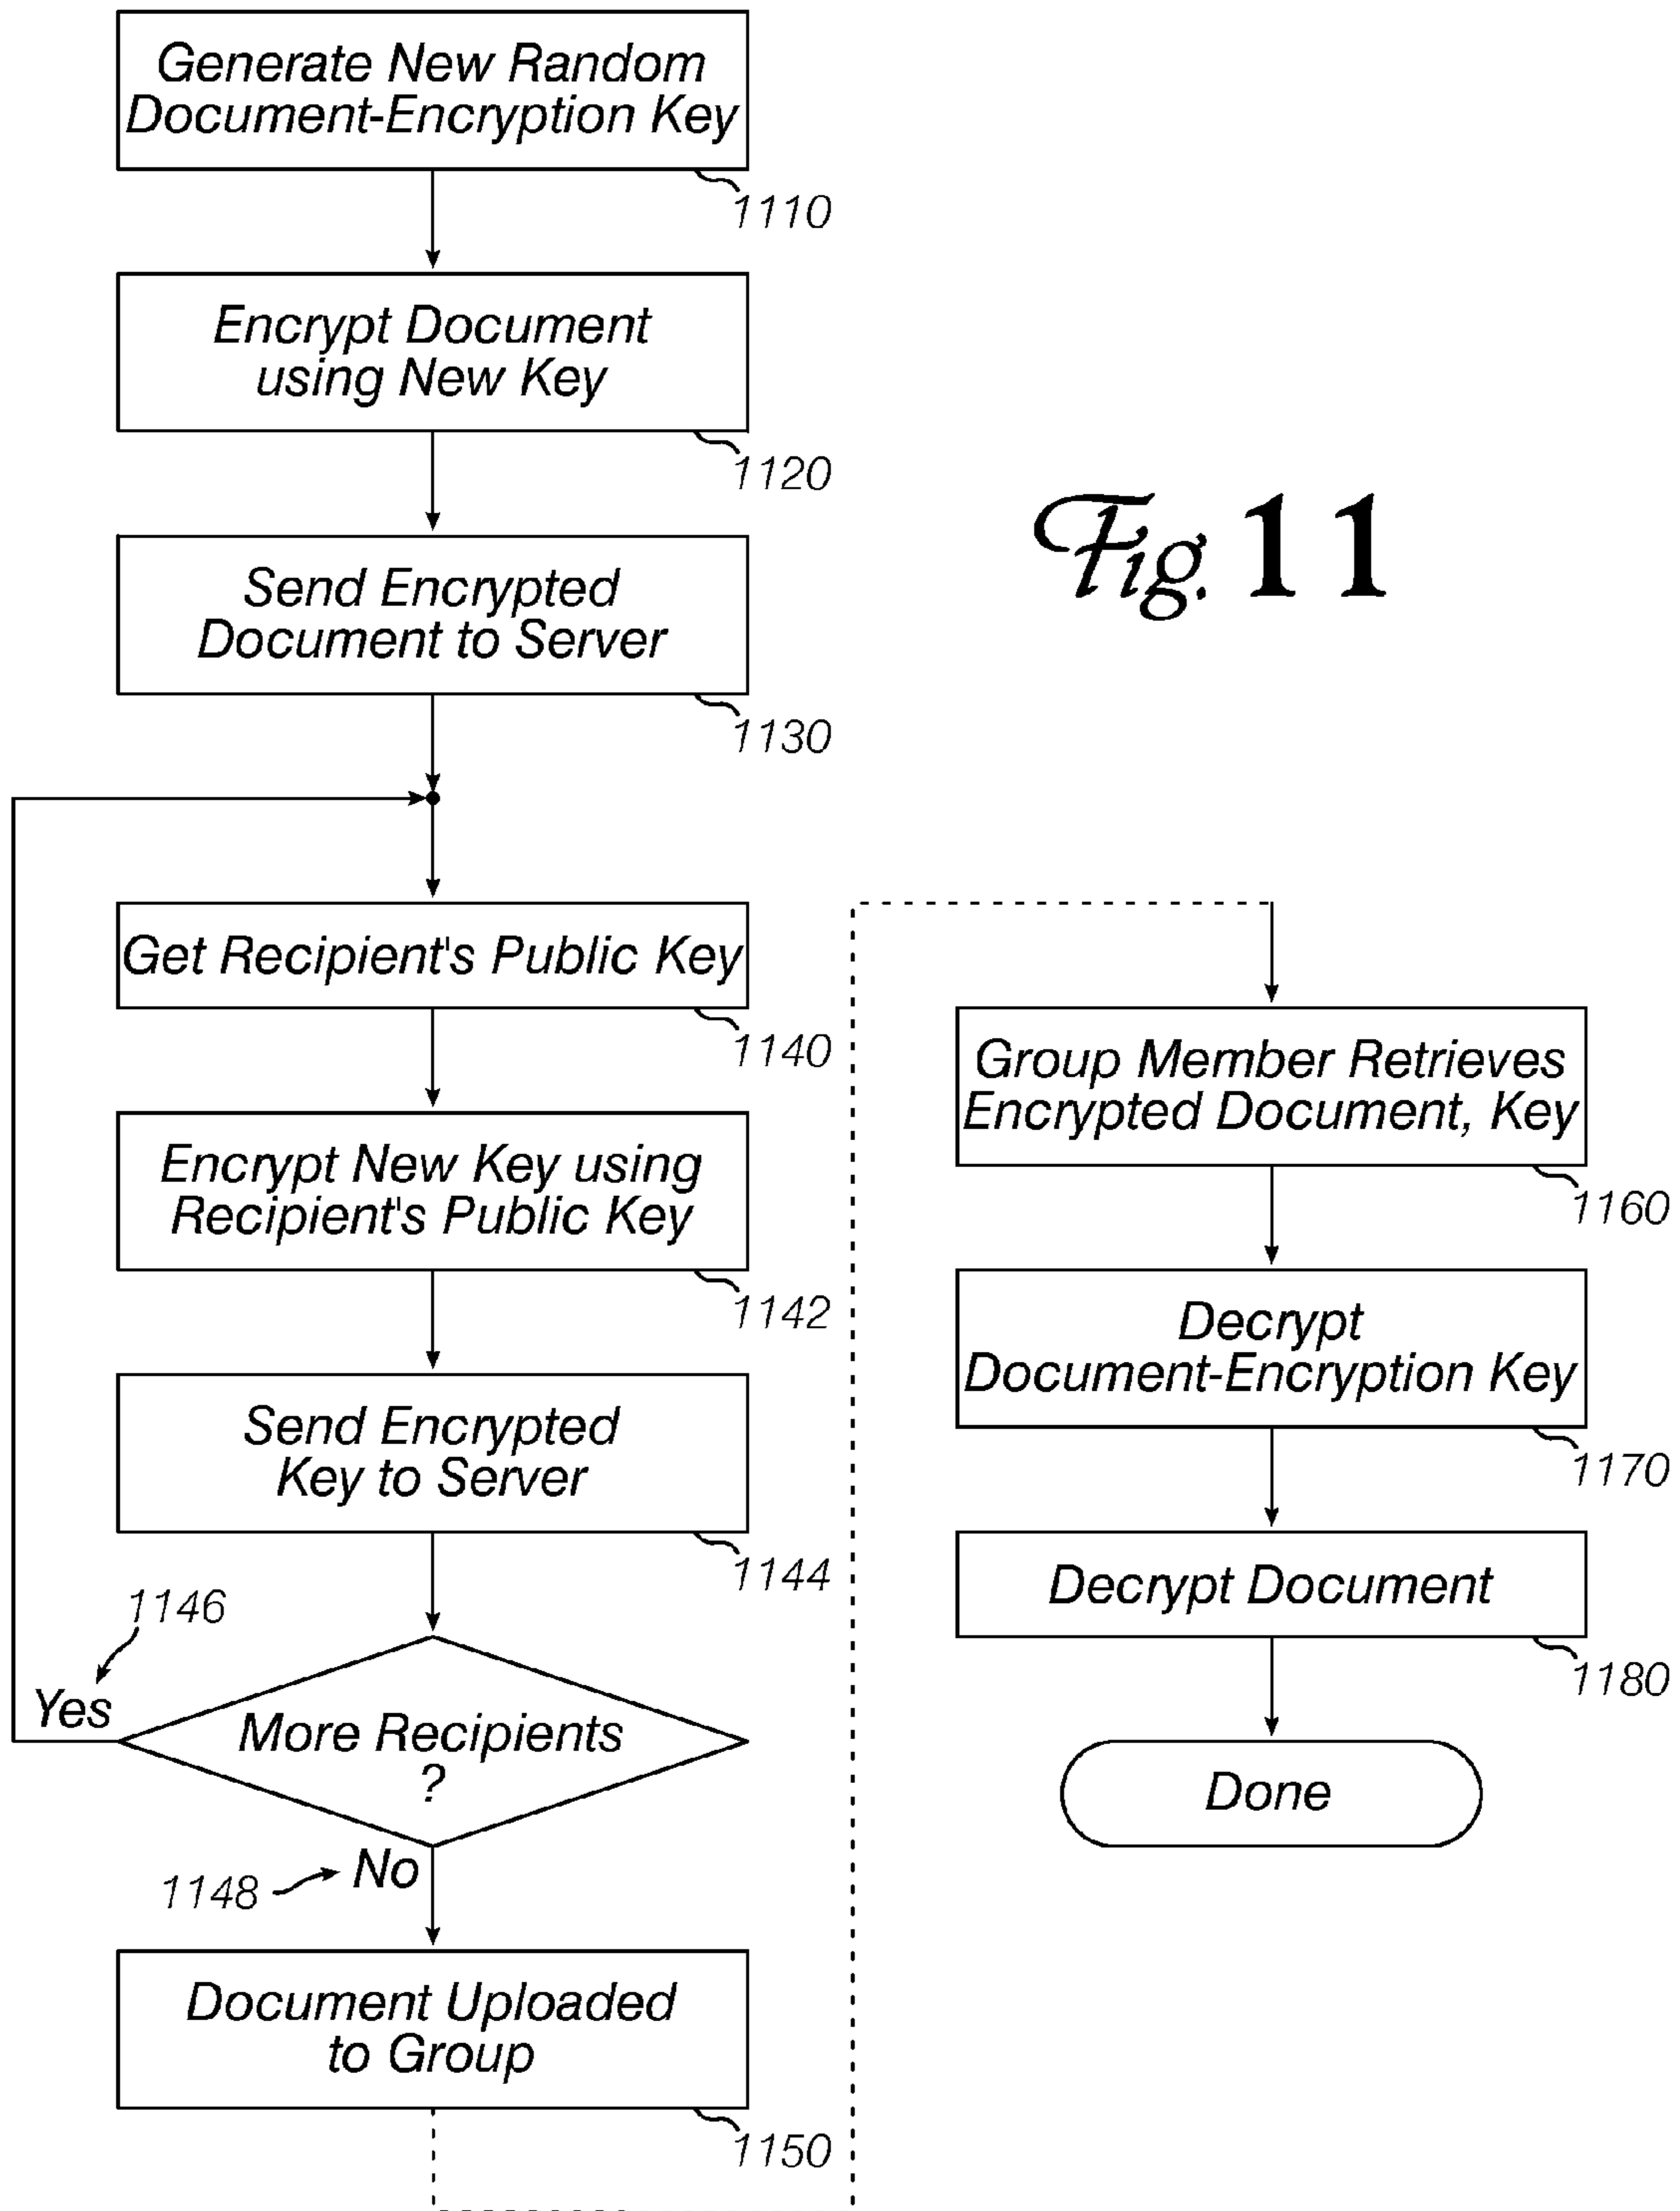 Generate New Random
Document-Encryption Key
1110
Encrypt Document
using New Key
1120
Fig. 11
Send Encrypted
Document to Server
1130
Get Recipient's Public Key
1140
Encrypt New Key using
Recipient's Public Key
1142
Send Encrypted
Key to Server
1144
1146
Yes
More Recipients
?
No
1148
Document Uploaded
to Group
1150
Group Member Retrieves
Encrypted Document, Key
1160
Decrypt
Document-Encryption Key
1170
Decrypt Document
1180
Done